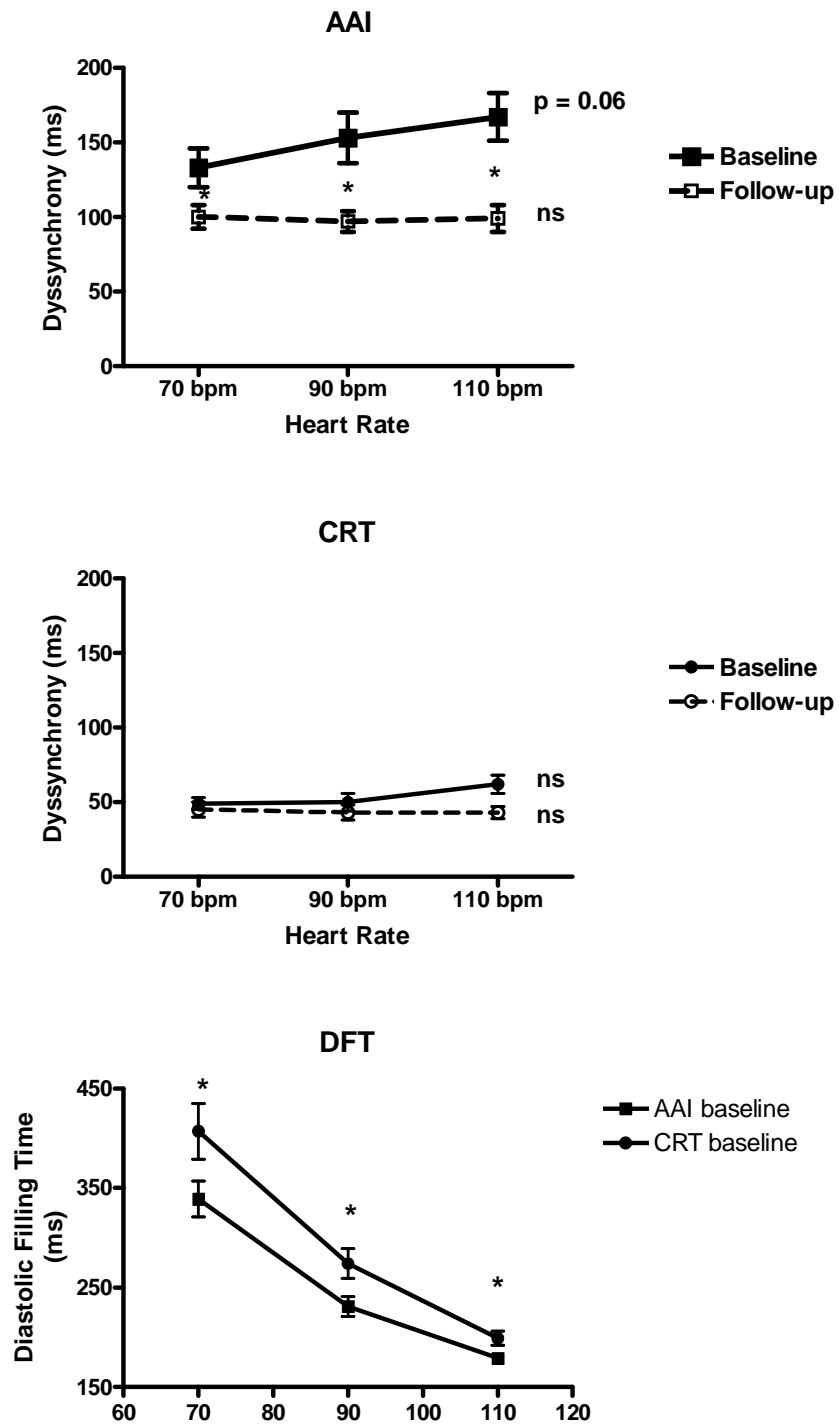 AAI
200
150
100
50
0
Dyssynchrony (ms)
p = 0.06
*
*
*
ns
Baseline
Follow-up
70 bpm
90 bpm
110 bpm
Heart Rate
CRT
200
150
100
50
0
Dyssynchrony (ms)
ns
ns
Baseline
Follow-up
70 bpm
90 bpm
110 bpm
Heart Rate
DFT
450
350
250
150
Diastolic Filling Time
(ms)
*
*
*
AAI baseline
CRT baseline
60
70
80
90
100
110
120